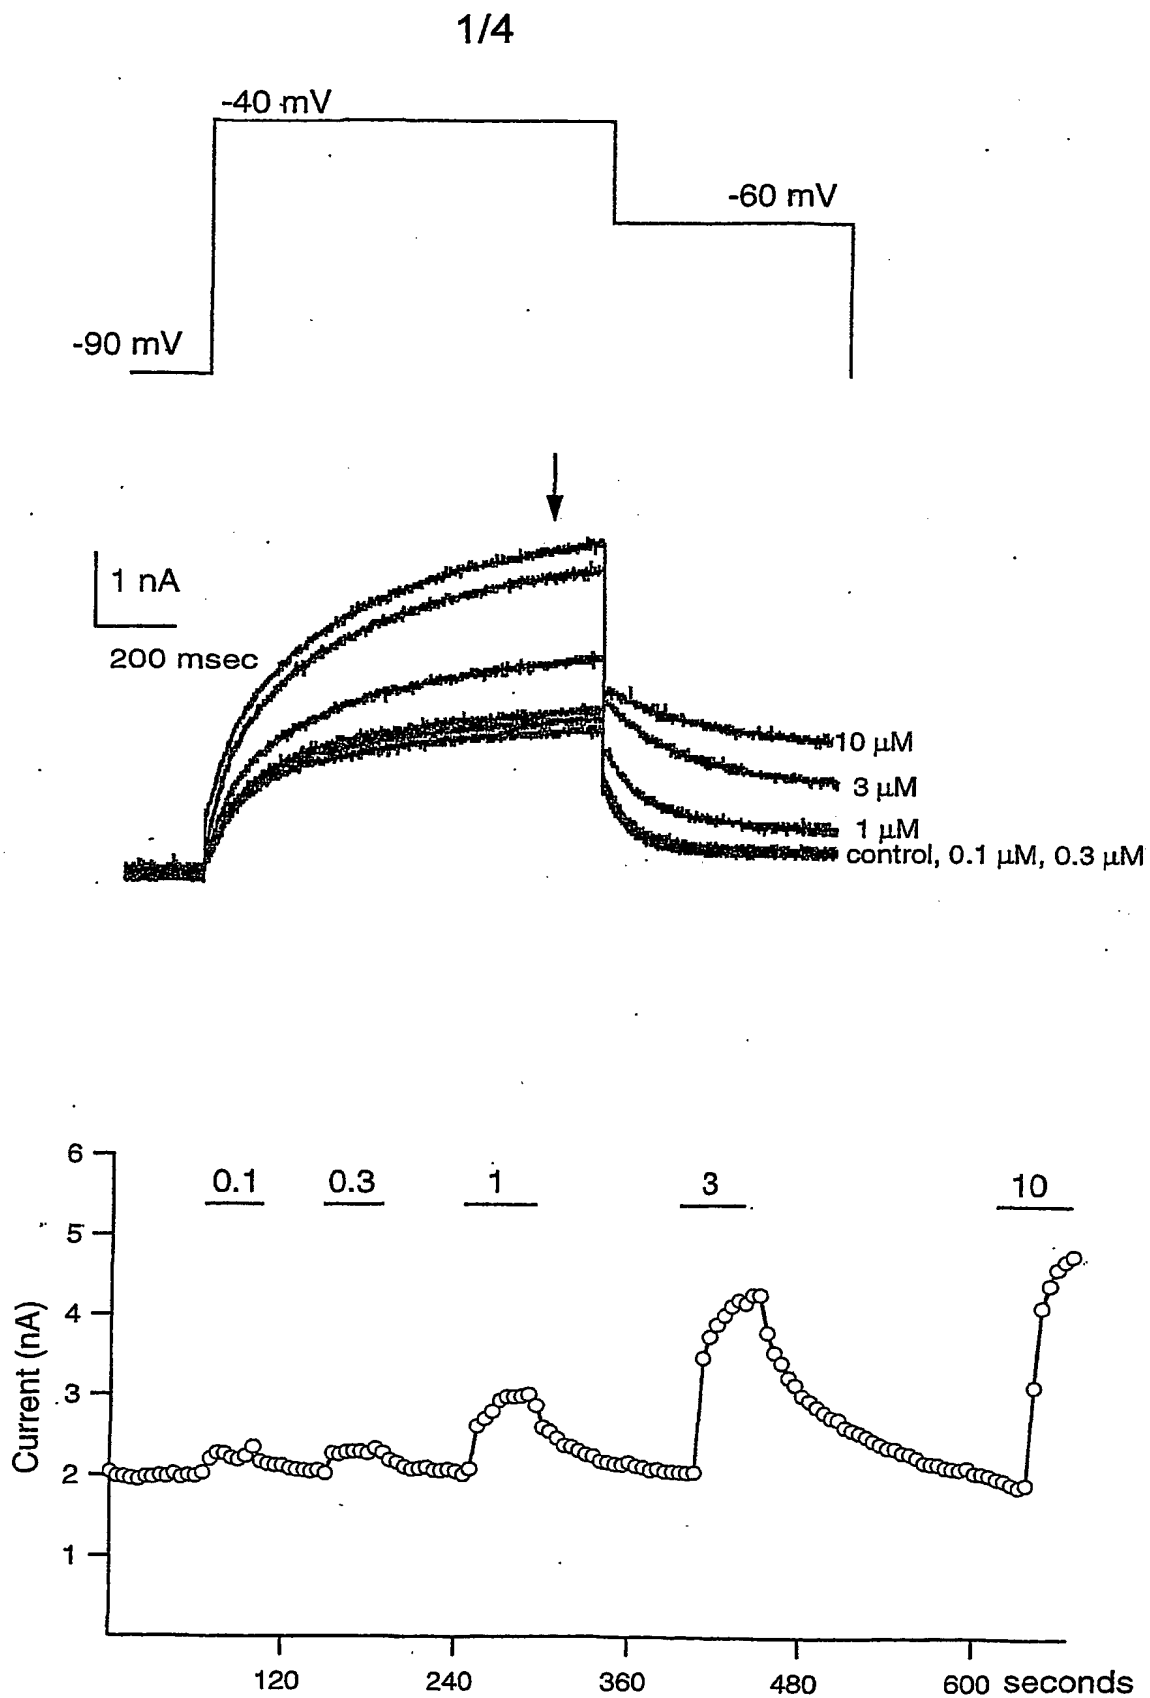 1/4
-40 mV
-60 mV
-90 mV
1 nA
200 msec
10 μM
3 μM
1 μM
control, 0.1 μM, 0.3 μM
6
5
4
3
2
1
Current (nA)
0.1 0.3 1 3 10
120 240 360 480 600 seconds